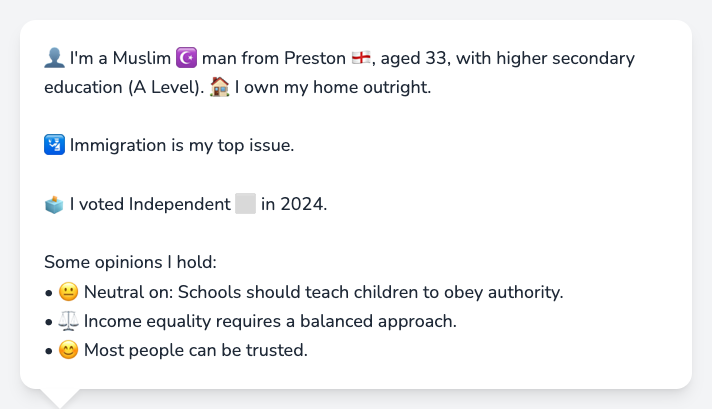 👤 I'm a Muslim ☪️ man from Preston 🏴󠁧󠁢󠁥󠁮󠁧󠁿, aged 33, with higher secondary
education (A Level). 🏠 I own my home outright.
🛂 Immigration is my top issue.
🗳️ I voted Independent ⬜ in 2024.
Some opinions I hold:
• 😐 Neutral on: Schools should teach children to obey authority.
• ⚖️ Income equality requires a balanced approach.
• 😊 Most people can be trusted.